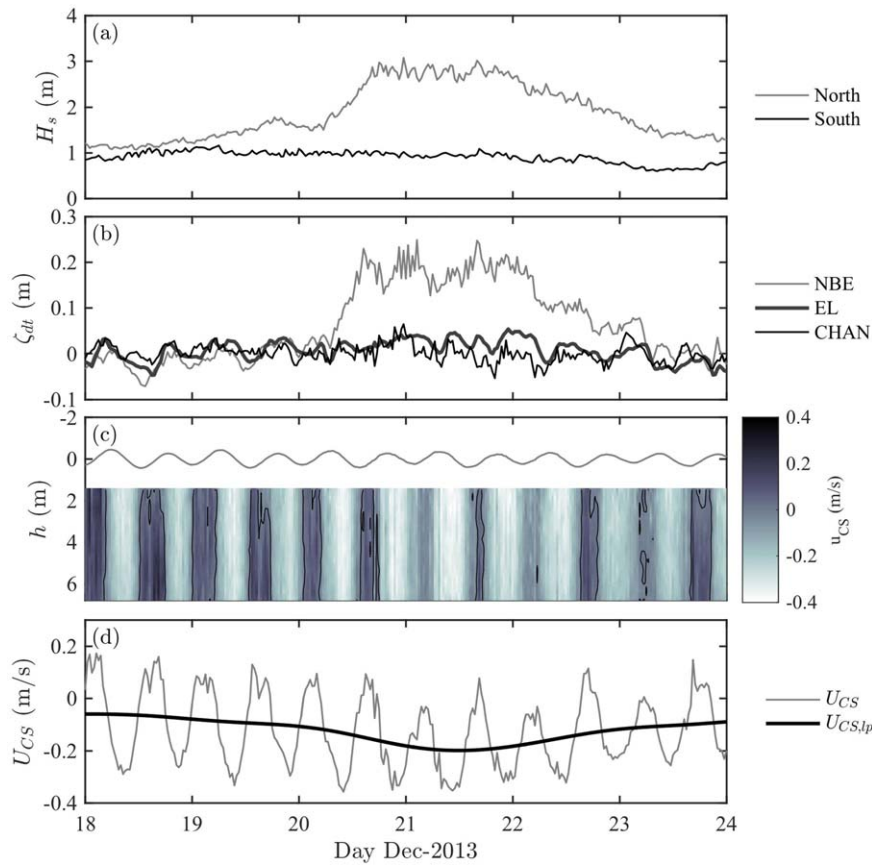 (a)
4
3
2
1
0
H_s (m)
North
South
(b)
0.3
0.2
0.1
0
-0.1
ζ_dt (m)
NBE
EL
CHAN
(c)
-2
0
2
4
6
h (m)
0.4
0.2
0
-0.2
-0.4
u_CS (m/s)
(d)
0.2
0
-0.2
-0.4
U_CS (m/s)
U_CS
U_CS,lp
18 19 20 21 22 23 24
Day Dec-2013